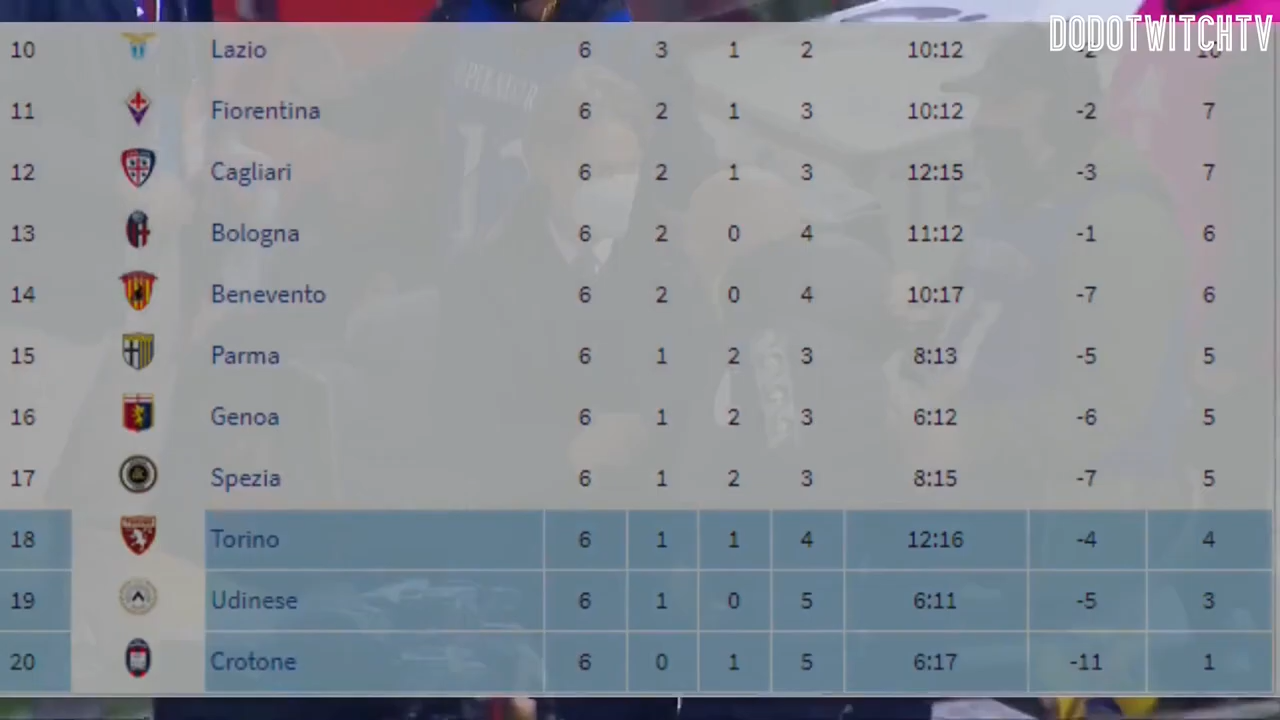 DODOTWITCHTV
10 Lazio 6 3 1 2 10:12 -2 10
11 Fiorentina 6 2 1 3 10:12 -2 7
12 Cagliari 6 2 1 3 12:15 -3 7
13 Bologna 6 2 0 4 11:12 -1 6
14 Benevento 6 2 0 4 10:17 -7 6
15 Parma 6 1 2 3 8:13 -5 5
16 Genoa 6 1 2 3 6:12 -6 5
17 Spezia 6 1 2 3 8:15 -7 5
18 Torino 6 1 1 4 12:16 -4 4
19 Udinese 6 1 0 5 6:11 -5 3
20 Crotone 6 0 1 5 6:17 -11 1